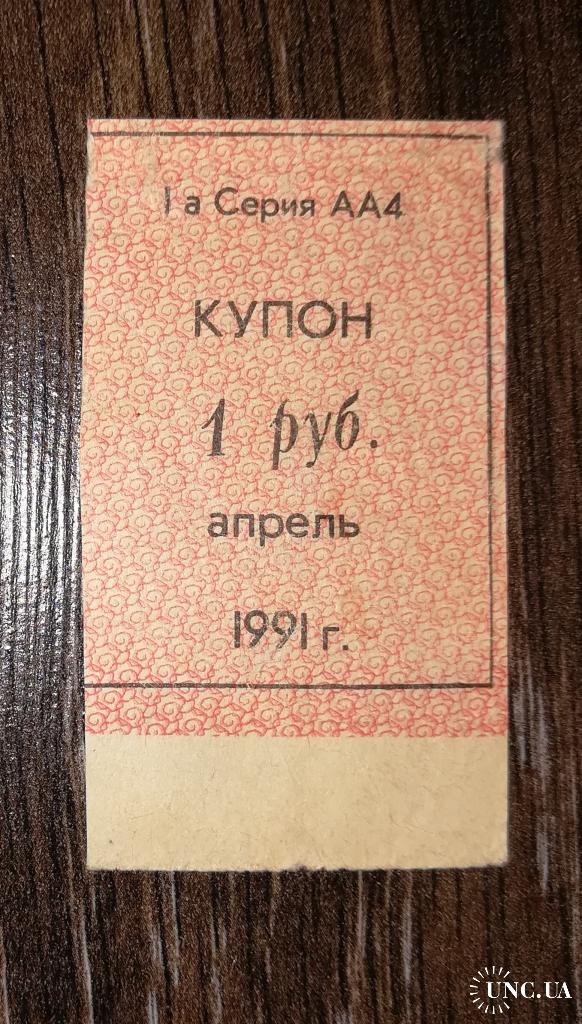 1 а Серия АА4
КУПОН
1 руб.
апрель
1991 г.
UNC.UA